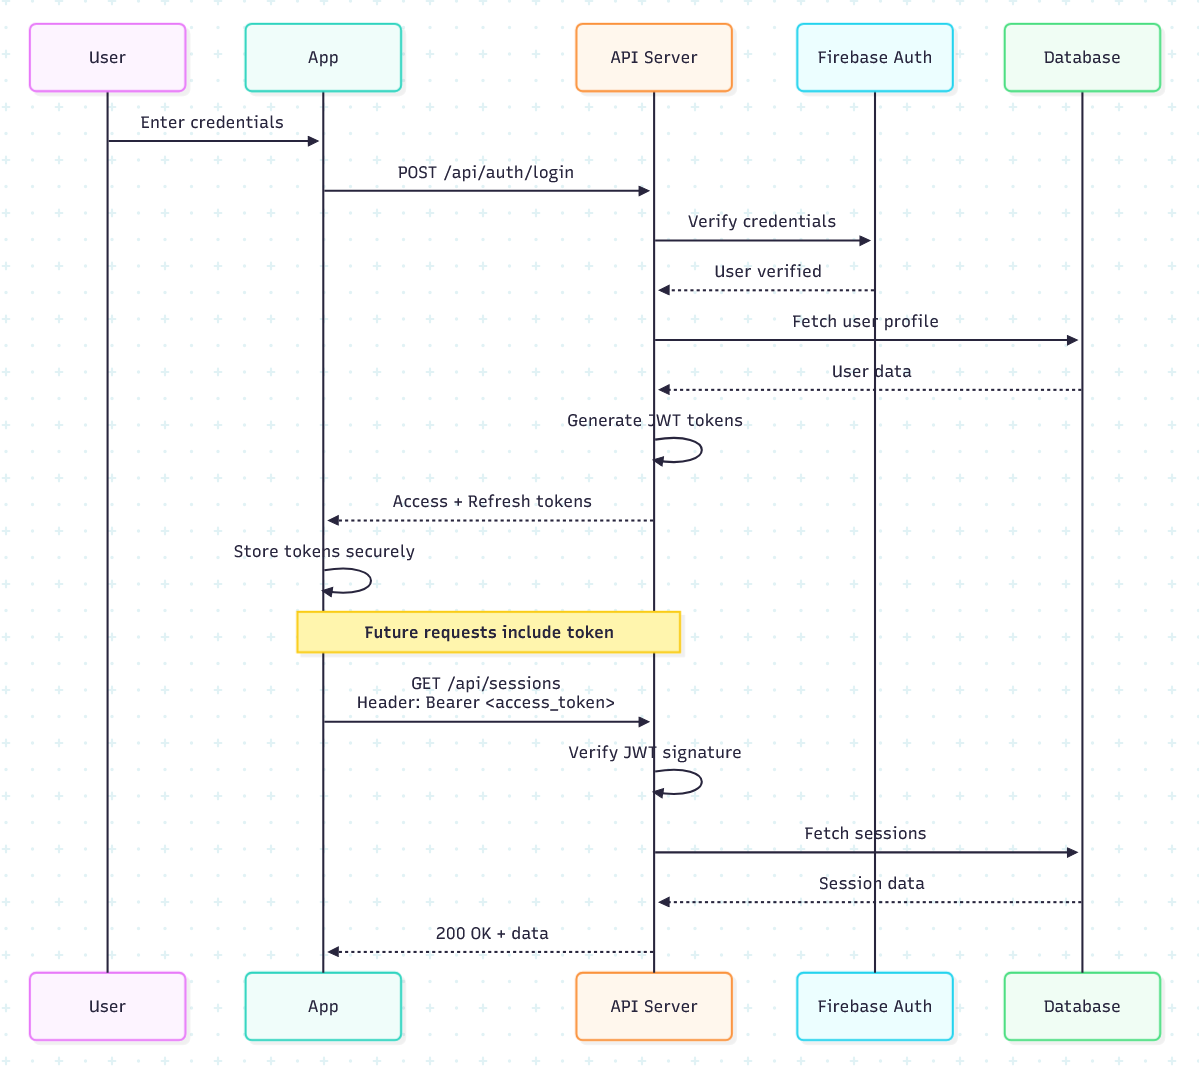 User
App
API Server
Firebase Auth
Database
Enter credentials
POST /api/auth/login
Verify credentials
User verified
Fetch user profile
User data
Generate JWT tokens
Access + Refresh tokens
Store tokens securely
Future requests include token
GET /api/sessions
Header: Bearer <access_token>
Verify JWT signature
Fetch sessions
Session data
200 OK + data
User
App
API Server
Firebase Auth
Database